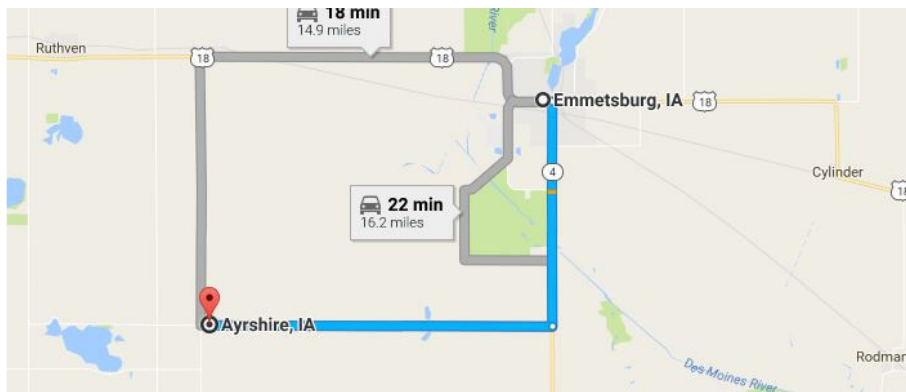 18 min
14.9 miles
River
Ruthven
18
18
Emmetsburg, IA
18
4
Cylinder
18
22 min
16.2 miles
Ayrshire, IA
Des Moines River
Rodman